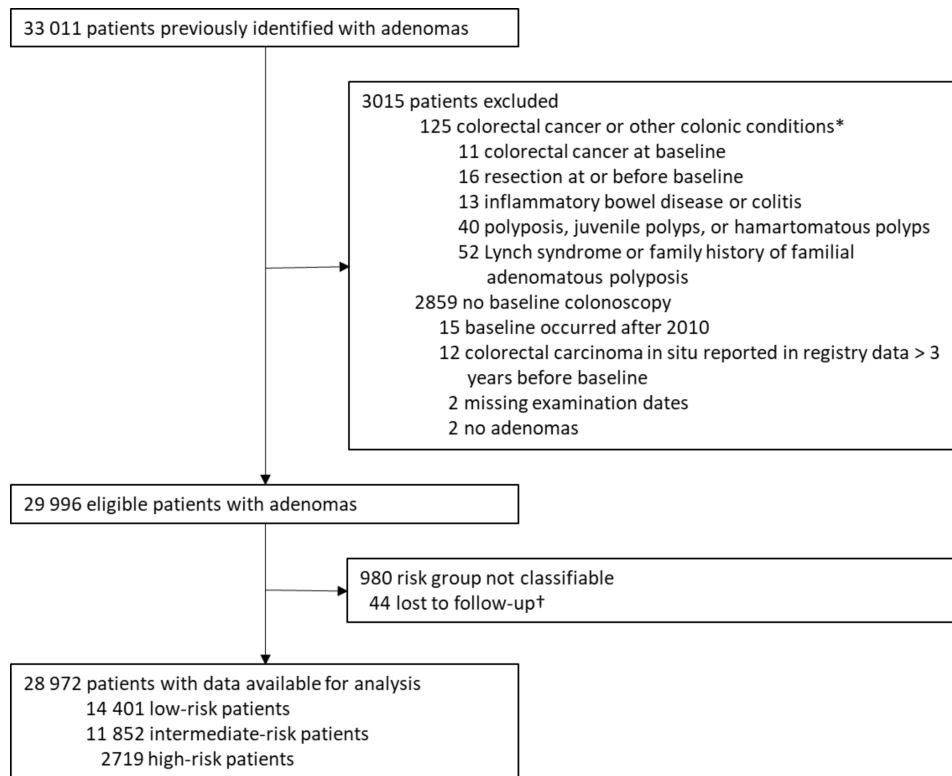 33 011 patients previously identified with adenomas
3015 patients excluded
125 colorectal cancer or other colonic conditions*
11 colorectal cancer at baseline
16 resection at or before baseline
13 inflammatory bowel disease or colitis
40 polyposis, juvenile polyps, or hamartomatous polyps
52 Lynch syndrome or family history of familial
adenomatous polyposis
2859 no baseline colonoscopy
15 baseline occurred after 2010
12 colorectal carcinoma in situ reported in registry data > 3
years before baseline
2 missing examination dates
2 no adenomas
29 996 eligible patients with adenomas
980 risk group not classifiable
44 lost to follow-up†
28 972 patients with data available for analysis
14 401 low-risk patients
11 852 intermediate-risk patients
2719 high-risk patients